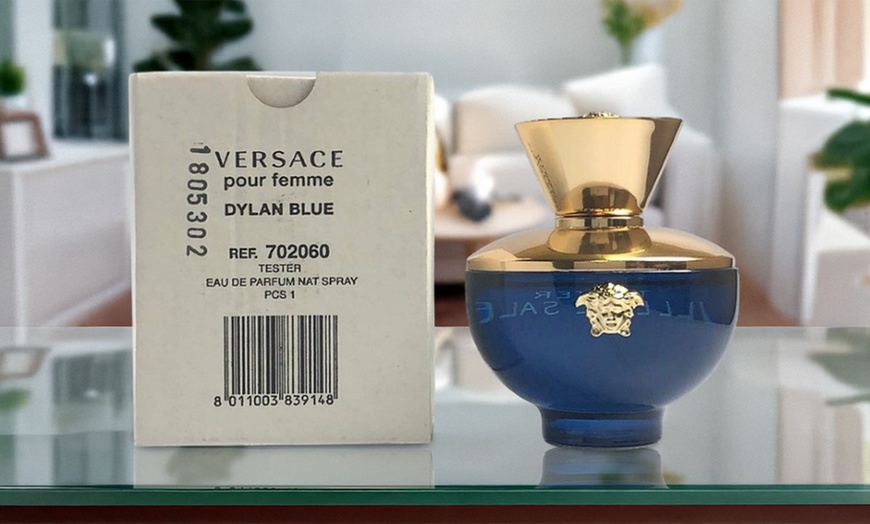 1805302
VERSACE
pour femme
DYLAN BLUE
REF. 702060
TESTER
EAU DE PARFUM NAT SPRAY
PCS 1
8 011003 839148